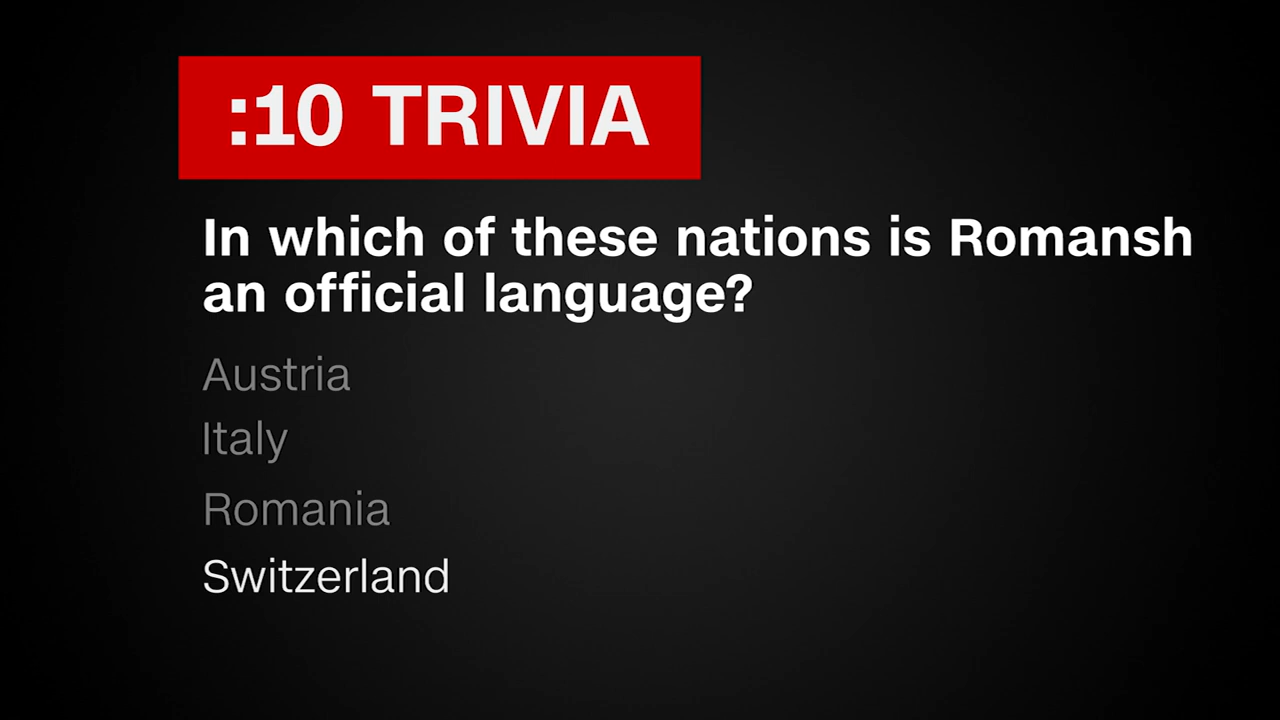 :10 TRIVIA
In which of these nations is Romansh
an official language?
Austria
Italy
Romania
Switzerland